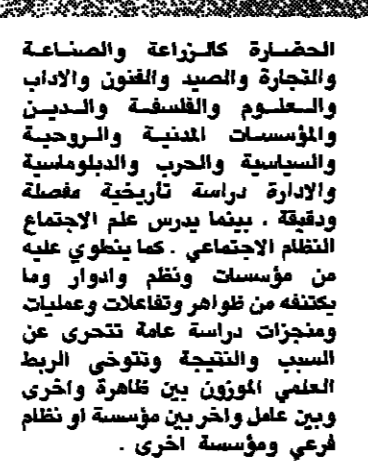 الحضارة كالزراعة والصناعة
والتجارة والصيد والفنون والاداب
والعلوم والفلسفة والدين
والمؤسسات المدنية والروحية
والسياسية والحرب والدبلوماسية
والادارة دراسة تأريخية مفصلة
ودقيقة . بينما يدرس علم الاجتماع
النظام الاجتماعي . كما ينطوي عليه
من مؤسسات ونظم وادوار وما
يكتنفه من ظواهر وتفاعلات وعمليات
ومنجزات دراسة عامة تتحرى عن
السبب والنتيجة وتتوخى الربط
العلمي الموزون بين ظاهرة واخرى
وبين عامل واخر بين مؤسسة او نظام
فرعي ومؤسسة اخرى .